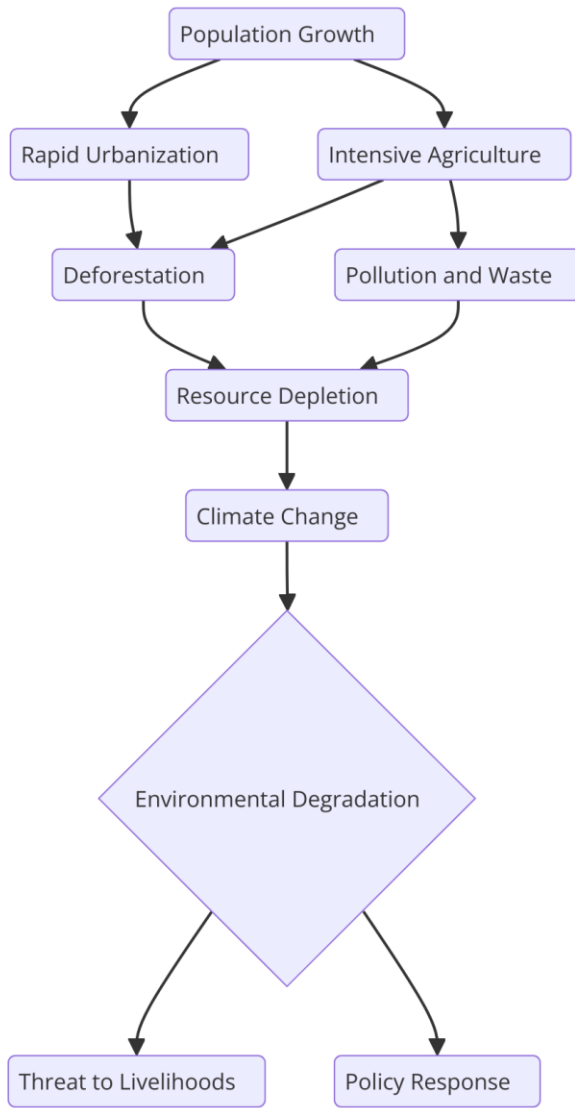 Population Growth
Rapid Urbanization
Intensive Agriculture
Deforestation
Pollution and Waste
Resource Depletion
Climate Change
Environmental Degradation
Threat to Livelihoods
Policy Response